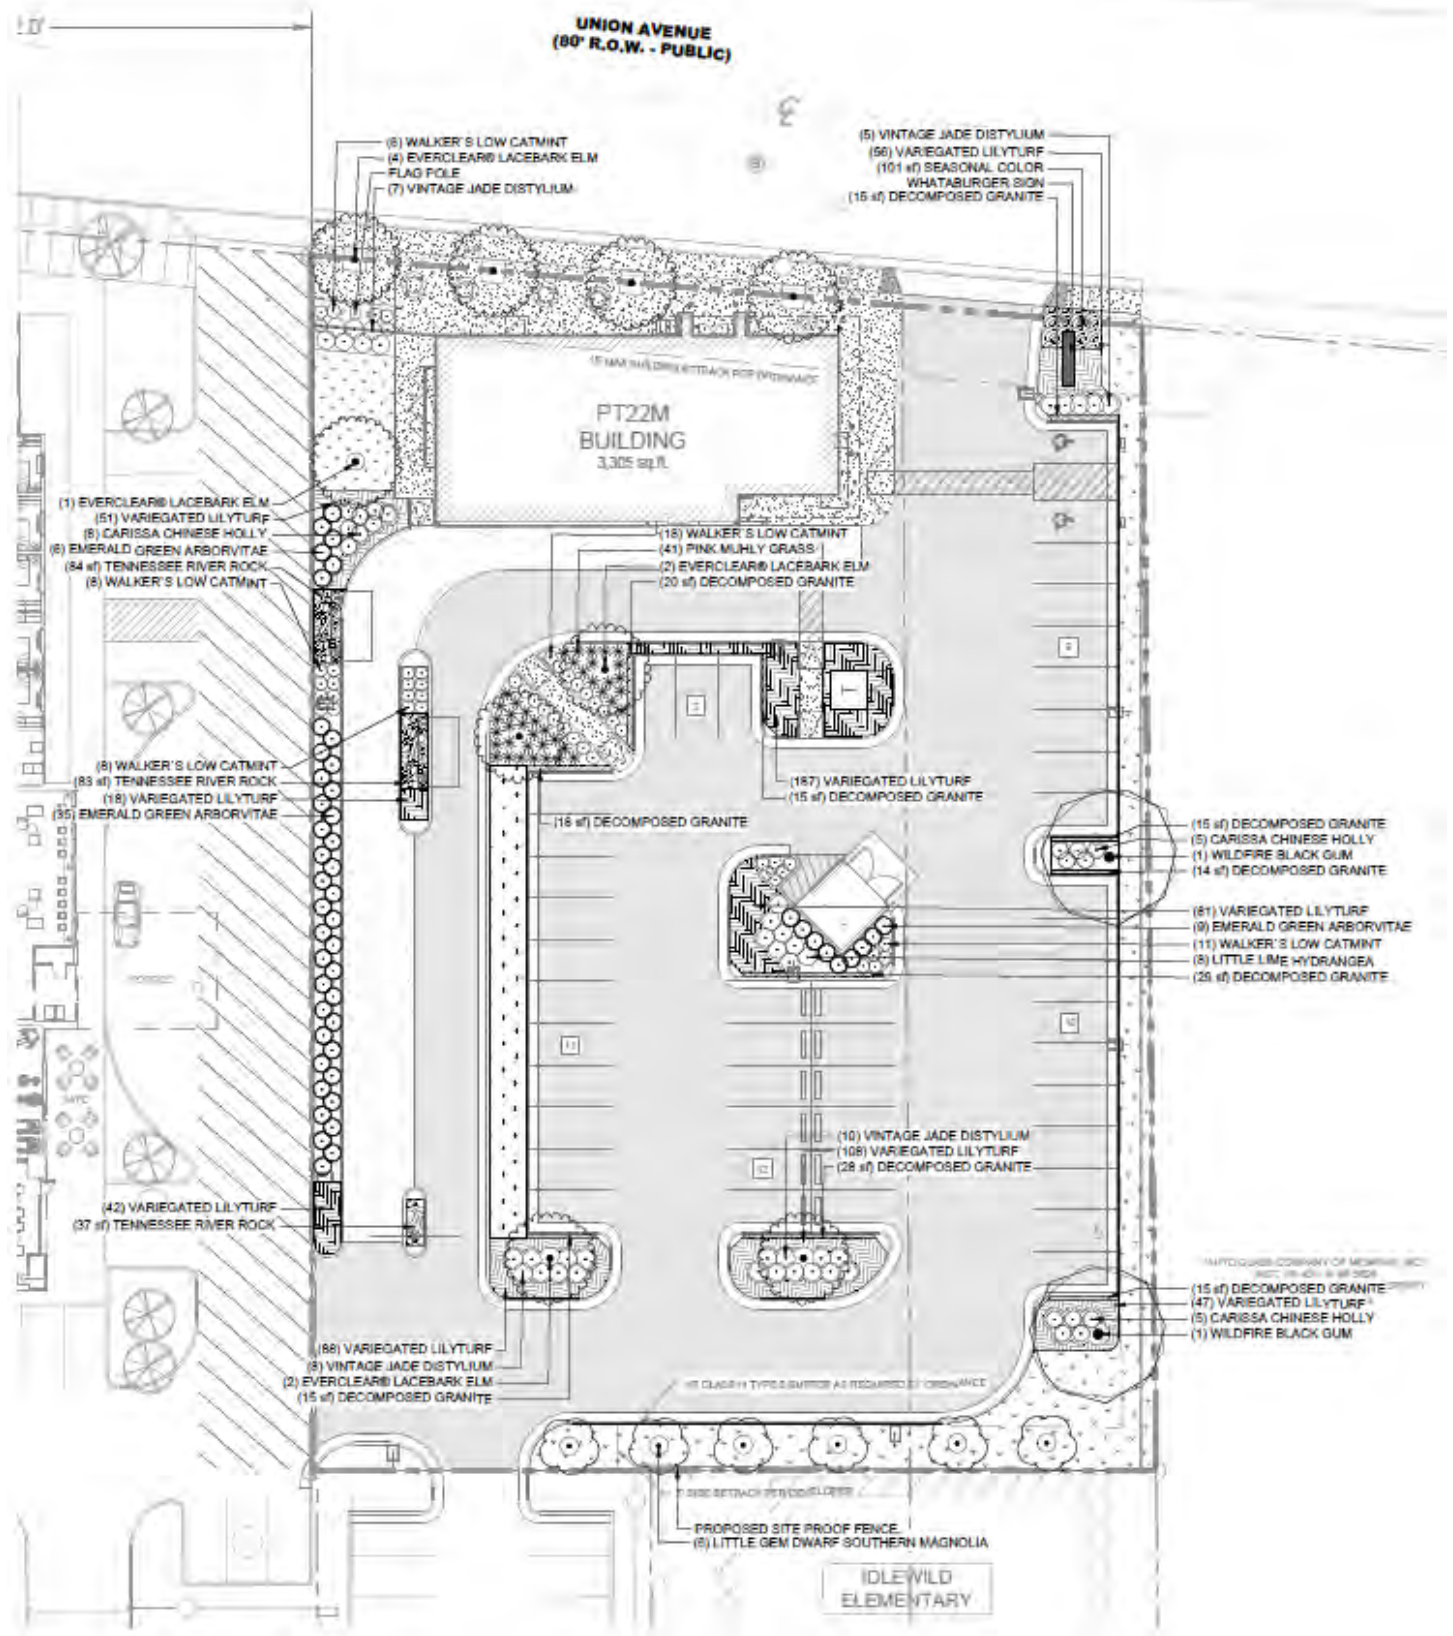 UNION AVENUE
(80' R.O.W. - PUBLIC)
(6) WALKER'S LOW CATMINT
(4) EVERCLEAR® LACEBARK ELM
FLAG POLE
(7) VINTAGE JADE DISTYLIUM
(5) VINTAGE JADE DISTYLIUM
(56) VARIEGATED LILYTURF
(101 sf) SEASONAL COLOR
WHATABURGER SIGN
(15 sf) DECOMPOSED GRANITE
PT22M
BUILDING
3,305 sq.ft.
(1) EVERCLEAR® LACEBARK ELM
(51) VARIEGATED LILYTURF
(8) CARISSA CHINESE HOLLY
(6) EMERALD GREEN ARBORVITAE
(84 sf) TENNESSEE RIVER ROCK
(8) WALKER'S LOW CATMINT
(18) WALKER'S LOW CATMINT
(41) PINK MUHLY GRASS
(2) EVERCLEAR® LACEBARK ELM
(20 sf) DECOMPOSED GRANITE
(8) WALKER'S LOW CATMINT
(83 sf) TENNESSEE RIVER ROCK
(18) VARIEGATED LILYTURF
(35) EMERALD GREEN ARBORVITAE
(187) VARIEGATED LILYTURF
(15 sf) DECOMPOSED GRANITE
(16 sf) DECOMPOSED GRANITE
(15 sf) DECOMPOSED GRANITE
(5) CARISSA CHINESE HOLLY
(1) WILDFIRE BLACK GUM
(14 sf) DECOMPOSED GRANITE
(81) VARIEGATED LILYTURF
(9) EMERALD GREEN ARBORVITAE
(11) WALKER'S LOW CATMINT
(8) LITTLE LIME HYDRANGEA
(25 sf) DECOMPOSED GRANITE
(10) VINTAGE JADE DISTYLIUM
(108) VARIEGATED LILYTURF
(28 sf) DECOMPOSED GRANITE
(42) VARIEGATED LILYTURF
(37 sf) TENNESSEE RIVER ROCK
(15 sf) DECOMPOSED GRANITE
(47) VARIEGATED LILYTURF
(5) CARISSA CHINESE HOLLY
(1) WILDFIRE BLACK GUM
(88) VARIEGATED LILYTURF
(8) VINTAGE JADE DISTYLIUM
(2) EVERCLEAR® LACEBARK ELM
(15 sf) DECOMPOSED GRANITE
PROPOSED SITE PROOF FENCE
(6) LITTLE GEM DWARF SOUTHERN MAGNOLIA
IDLEWILD
ELEMENTARY